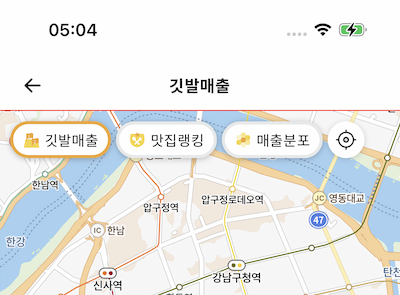 05:04
깃발매출
깃발매출 맛집랭킹 매출분포
한남역
압구정역 압구정로데오역
JC 영동대교
47
IC 한남
한강
탄천
신사역
강남구청역